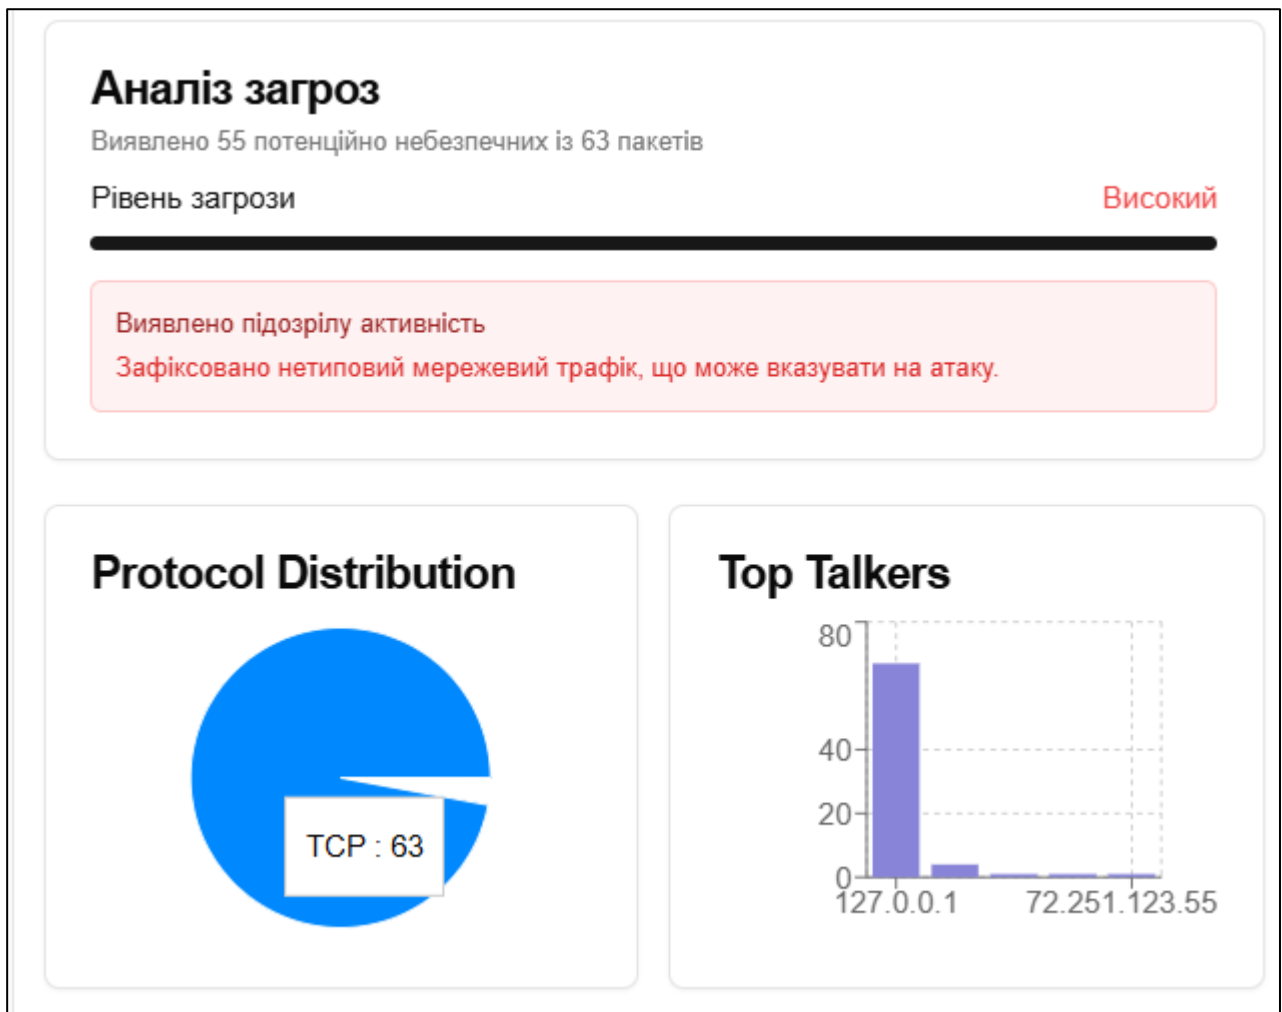 Аналіз загроз
Виявлено 55 потенційно небезпечних із 63 пакетів
Рівень загрози Високий
Виявлено підозрілу активність
Зафіксовано нетиповий мережевий трафік, що може вказувати на атаку.
Protocol Distribution
TCP : 63
Top Talkers
80
40
20
0
127.0.0.1 72.251.123.55